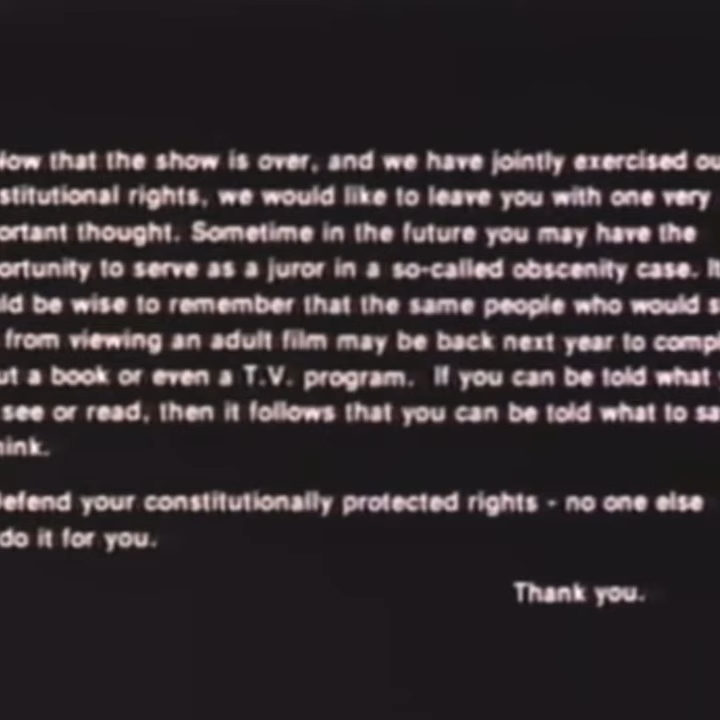 low that the show is over, and we have jointly exercised ou
stitutional rights, we would like to leave you with one very
ortant thought. Sometime in the future you may have the
ortunity to serve as a juror in a so-called obscenity case. It
ld be wise to remember that the same people who would s
from viewing an adult film may be back next year to compl
ut a book or even a T.V. program. If you can be told what
see or read, then it follows that you can be told what to sa
ink.
efend your constitutionally protected rights - no one else
do it for you.
Thank you.